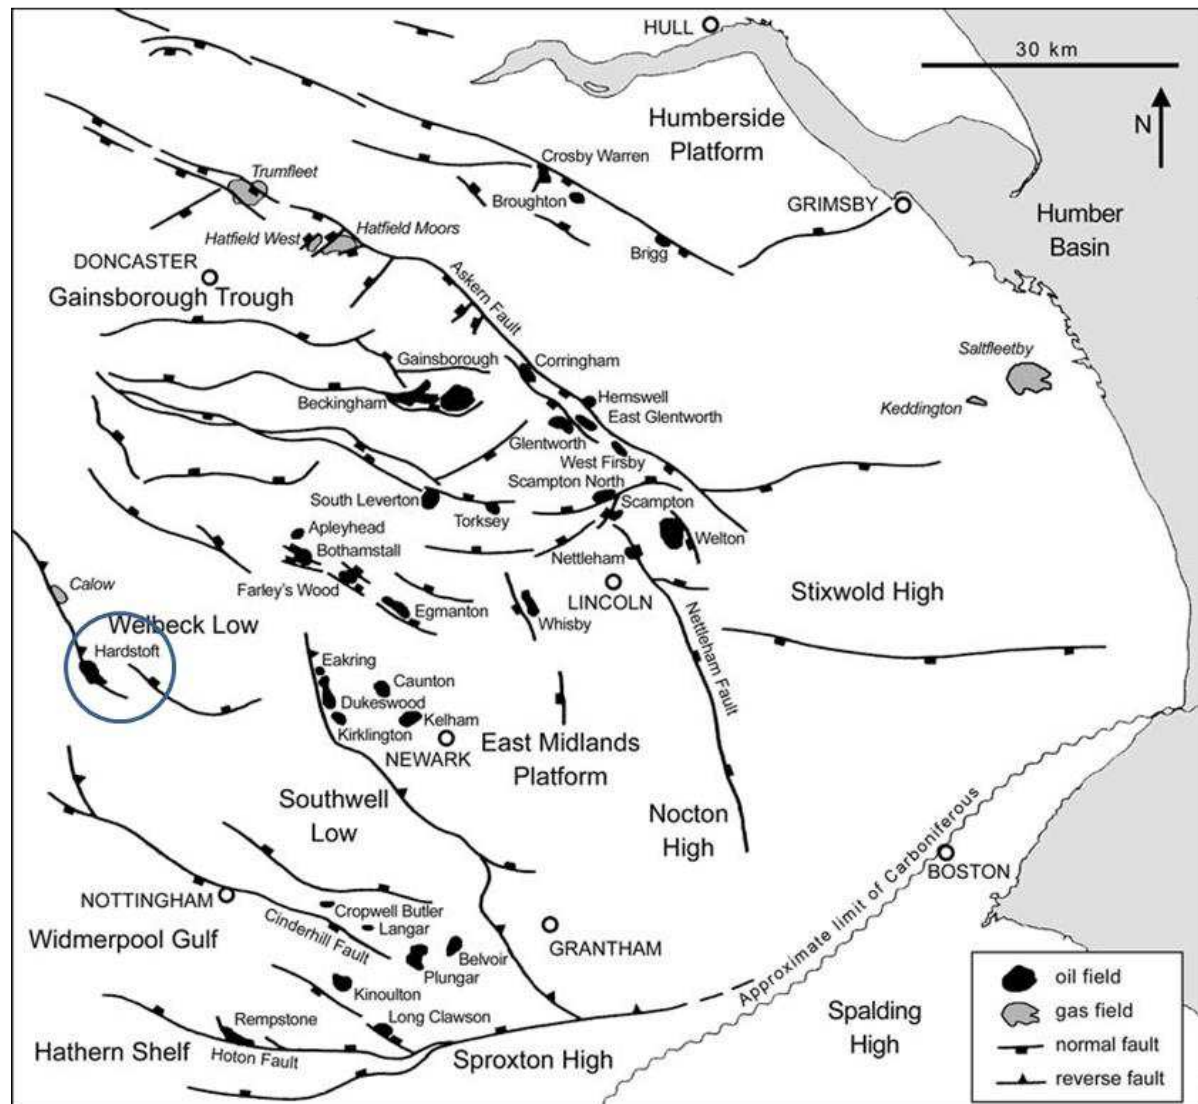 HULL
30 km
N
Humberside
Platform
Crosby Warren
Trumfleet
Broughton
GRIMSBY
Humber
Basin
Hatfield West
Hatfield Moors
Brigg
DONCASTER
Gainsborough Trough
Askern Fault
Gainsborough
Corringham
Saltfleetby
Beckingham
Hemswell
Keddington
East Glentworth
Glentworth
West Firsby
Scampton North
South Leverton
Scampton
Torksey
Apleyhead
Bothamstall
Nettleham
Welton
Calow
Farley's Wood
Egmanton
LINCOLN
Stixwold High
Whisby
Welbeck Low
Hardstoft
Nettleham Fault
Eakring
Caunton
Dukeswood
Kirklington
Kelham
NEWARK
East Midlands
Platform
Southwell
Low
Nocton
High
Approximate limit of Carboniferous
BOSTON
NOTTINGHAM
Cropwell Butler
Langar
Cinderhill Fault
Widmerpool Gulf
GRANTHAM
Belvoir
Plungar
Kinoulton
Rempstone
Long Clawson
Hathern Shelf
Hoton Fault
Sproxton High
Spalding
High
oil field
gas field
normal fault
reverse fault